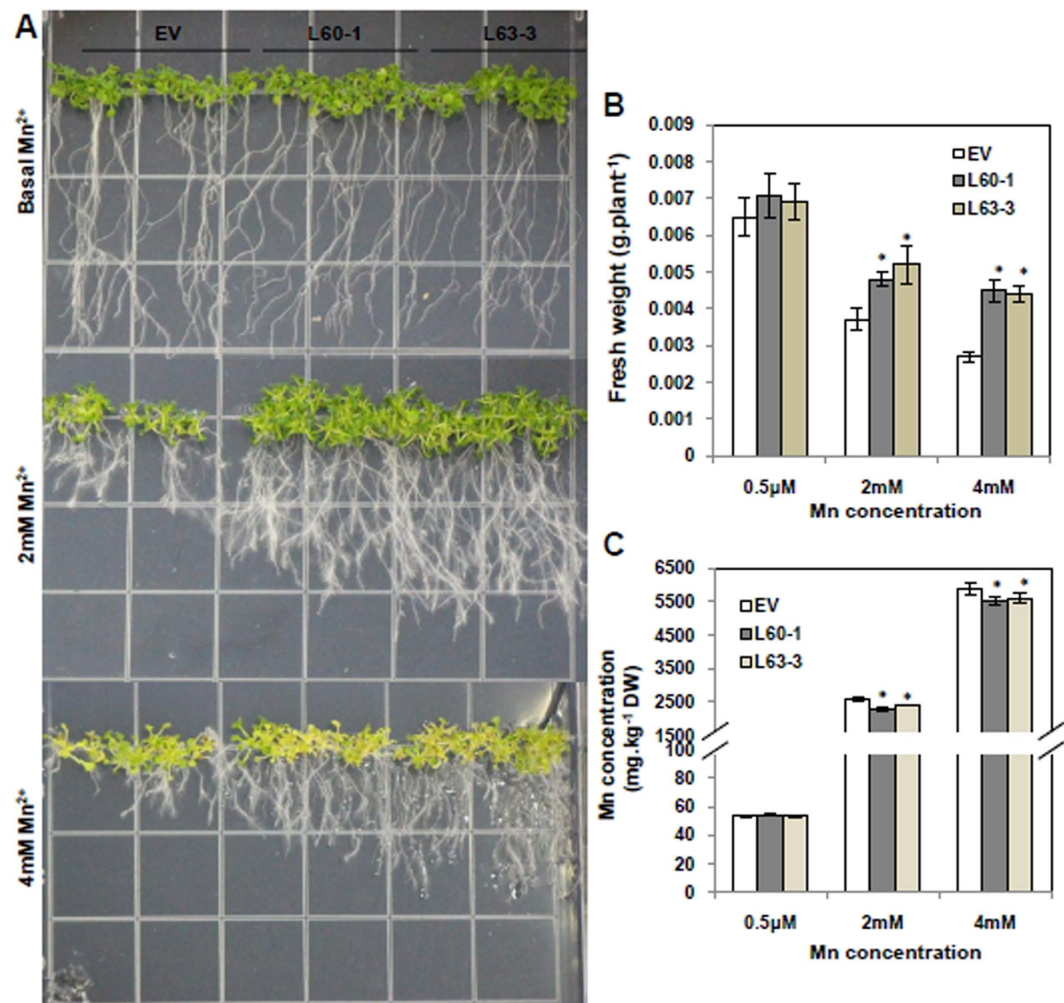 A
EV L60-1 L63-3
Basal Mn²⁺
2mM Mn²⁺
4mM Mn²⁺
B
Fresh weight (g.plant⁻¹)
0.009
0.008
0.007
0.006
0.005
0.004
0.003
0.002
0.001
0
EV
L60-1
L63-3
* * * *
0.5µM 2mM 4mM
Mn concentration
C
Mn concentration
(mg.kg⁻¹ DW)
6500
5500
4500
3500
2500
1500
100
80
60
40
20
0
EV
L60-1
L63-3
* * * *
0.5µM 2mM 4mM
Mn concentration